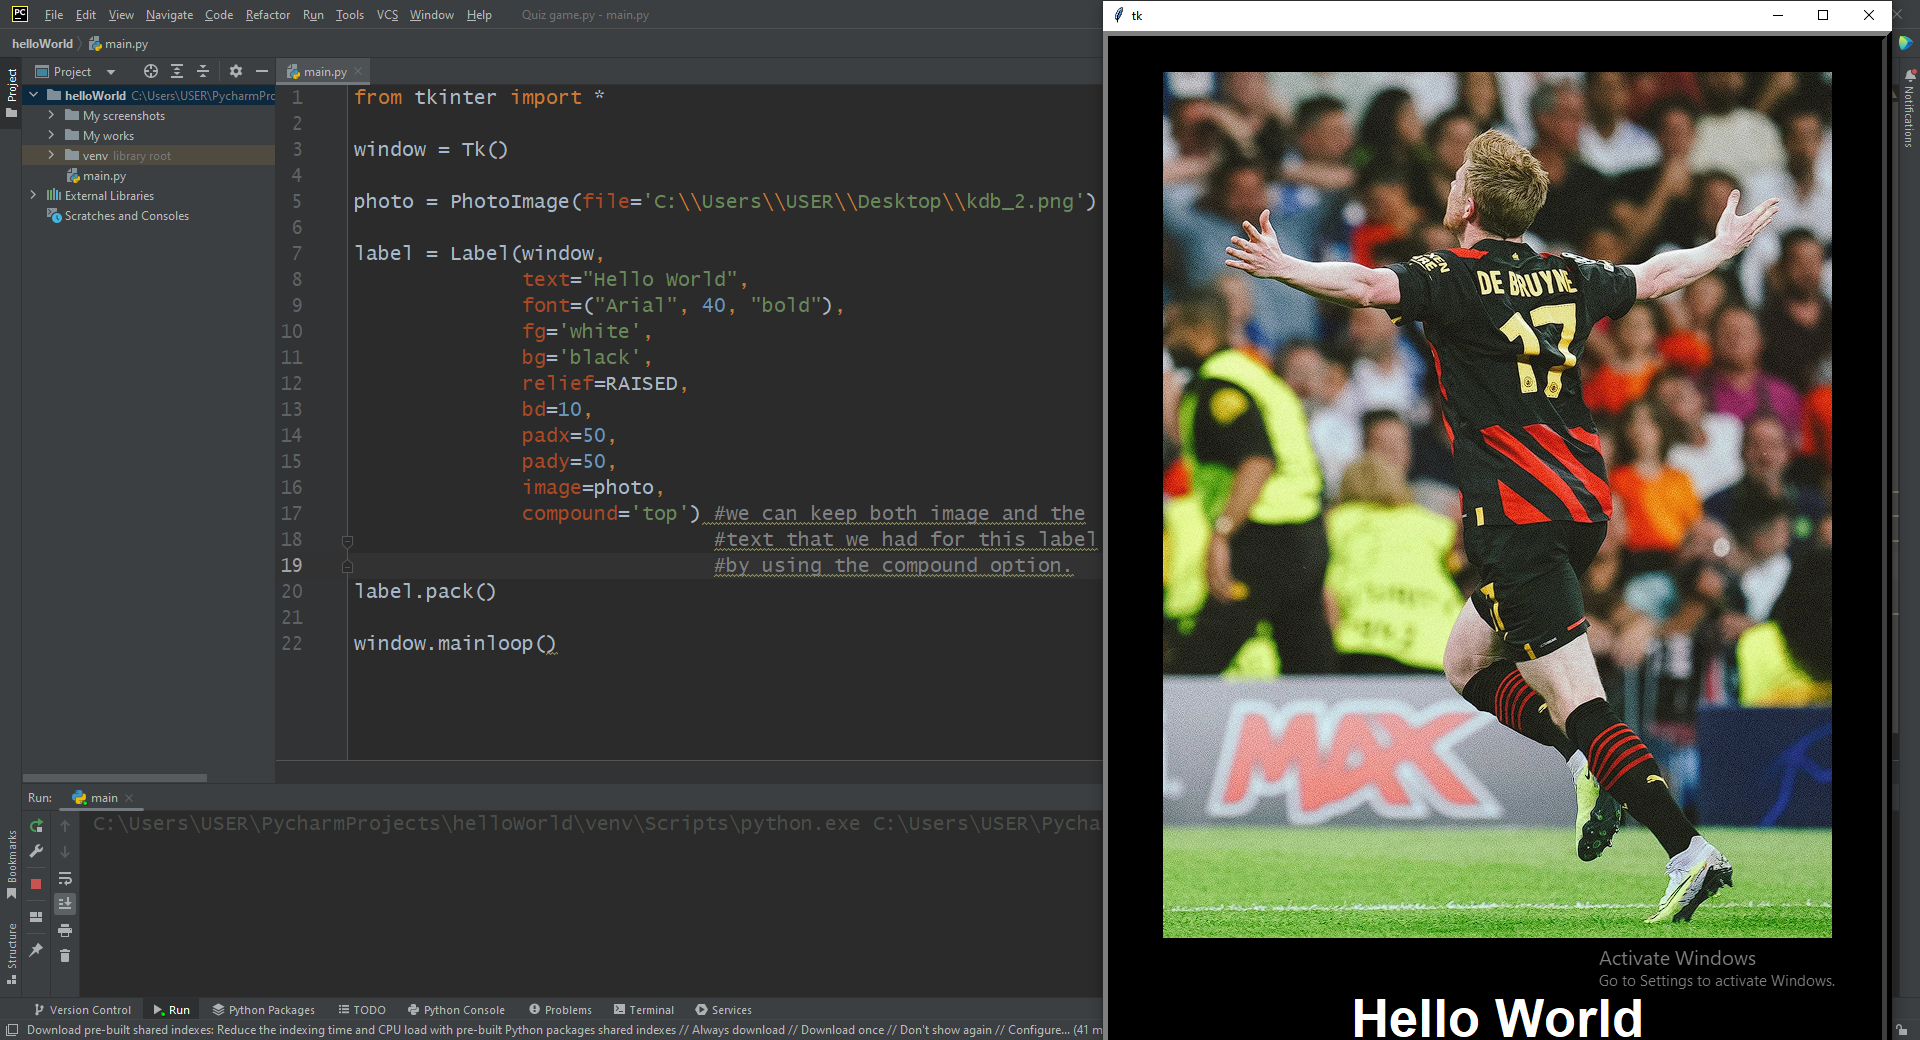 File Edit View Navigate Code Refactor Run Tools VCS Window Help Quiz game.py - main.py
helloWorld main.py
Project
Project
main.py
helloWorld C:\Users\USER\PycharmPrc
My screenshots
My works
venv library root
main.py
External Libraries
Scratches and Consoles
1 from tkinter import *
2
3 window = Tk()
4
5 photo = PhotoImage(file='C:\\Users\\USER\\Desktop\\kdb_2.png')
6
7 label = Label(window,
8 text="Hello World",
9 font=("Arial", 40, "bold"),
10 fg='white',
11 bg='black',
12 relief=RAISED,
13 bd=10,
14 padx=50,
15 pady=50,
16 image=photo,
17 compound='top') #we can keep both image and the
18 #text that we had for this label
19 #by using the compound option.
20 label.pack()
21
22 window.mainloop()
Run: main
C:\Users\USER\PycharmProjects\helloWorld\venv\Scripts\python.exe C:\Users\USER\Pycha
Bookmarks
Structure
Version Control Run Python Packages TODO Python Console Problems Terminal Services
Download pre-built shared indexes: Reduce the indexing time and CPU load with pre-built Python packages shared indexes // Always download // Download once // Don't show again // Configure... (41 m
tk
DE BRUYNE
17
MAX
Activate Windows
Go to Settings to activate Windows.
Hello World
Notifications